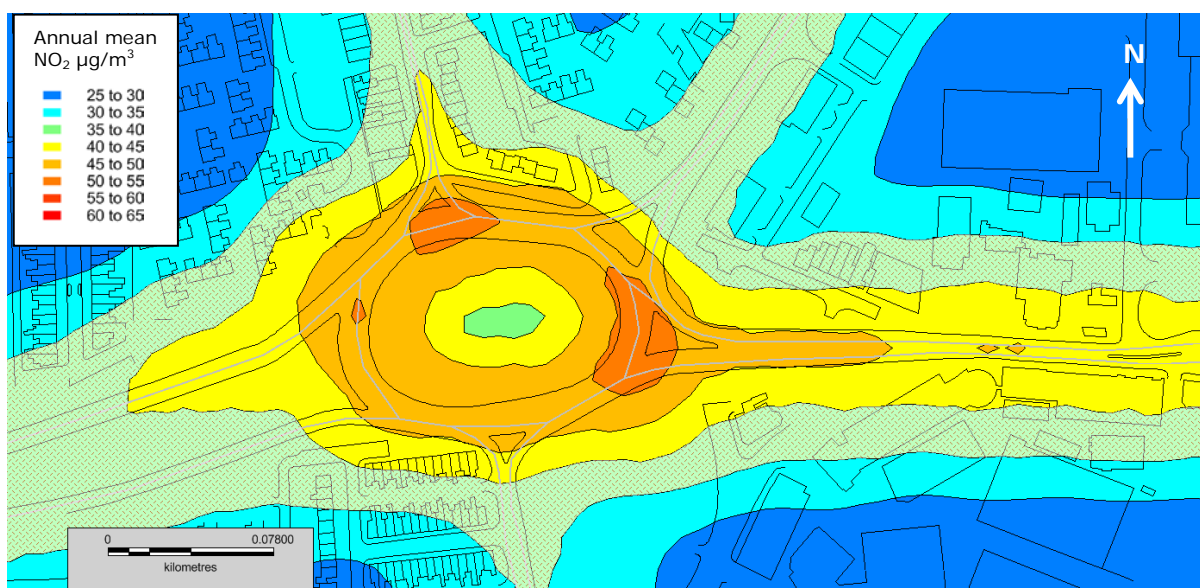 Annual mean
NO₂ µg/m³
25 to 30
30 to 35
35 to 40
40 to 45
45 to 50
50 to 55
55 to 60
60 to 65
N
0 0.07800
kilometres